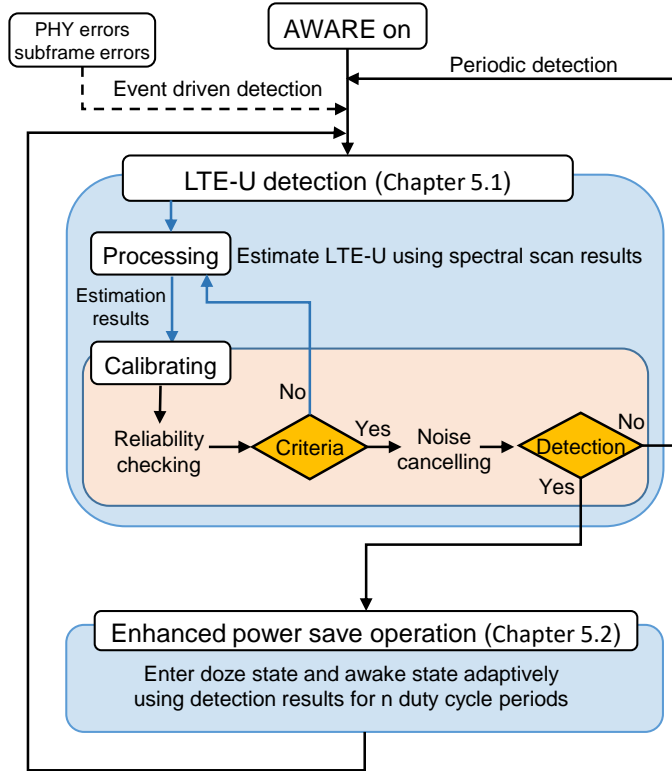 PHY errors
subframe errors
AWARE on
Periodic detection
Event driven detection
LTE-U detection (Chapter 5.1)
Processing
Estimate LTE-U using spectral scan results
Estimation
results
Calibrating
No
Reliability
checking
Criteria
Yes
Noise
cancelling
Detection
No
Yes
Enhanced power save operation (Chapter 5.2)
Enter doze state and awake state adaptively
using detection results for n duty cycle periods